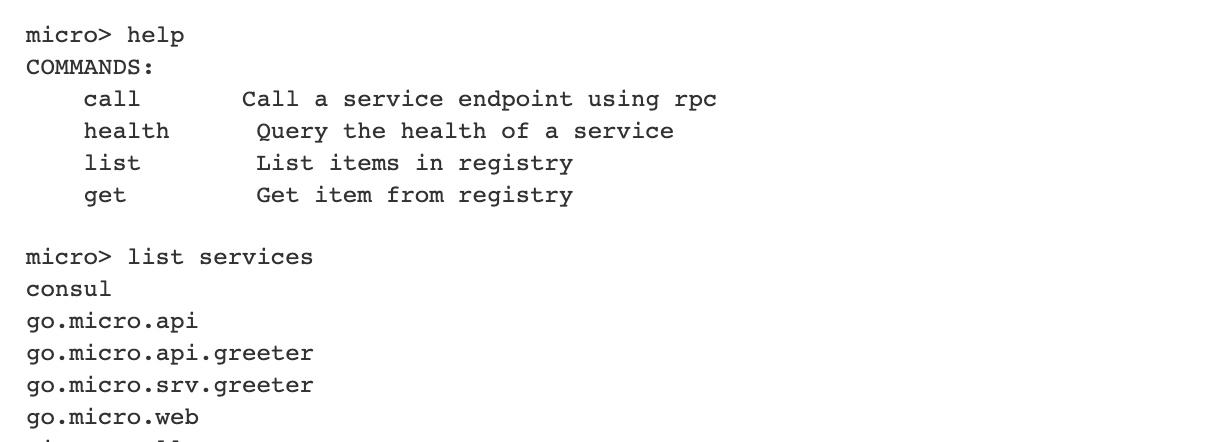 micro> help
COMMANDS:
    call       Call a service endpoint using rpc
    health      Query the health of a service
    list        List items in registry
    get         Get item from registry

micro> list services
consul
go.micro.api
go.micro.api.greeter
go.micro.srv.greeter
go.micro.web